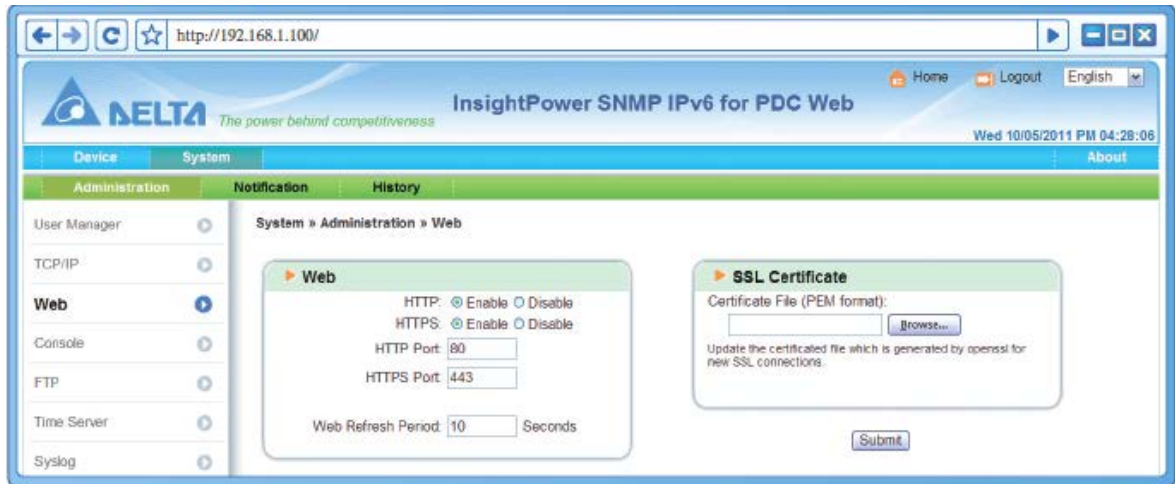 http://192.168.1.100/
Home Logout English
DELTA The power behind competitiveness
InsightPower SNMP IPv6 for PDC Web
Wed 10/05/2011 PM 04:28:06
Device System About
Administration Notification History
User Manager
TCP/IP
Web
Console
FTP
Time Server
Syslog
System » Administration » Web
Web
HTTP: Enable Disable
HTTPS: Enable Disable
HTTP Port: 80
HTTPS Port: 443
Web Refresh Period: 10 Seconds
SSL Certificate
Certificate File (PEM format):
Browse...
Update the certificated file which is generated by openssl for
new SSL connections.
Submit